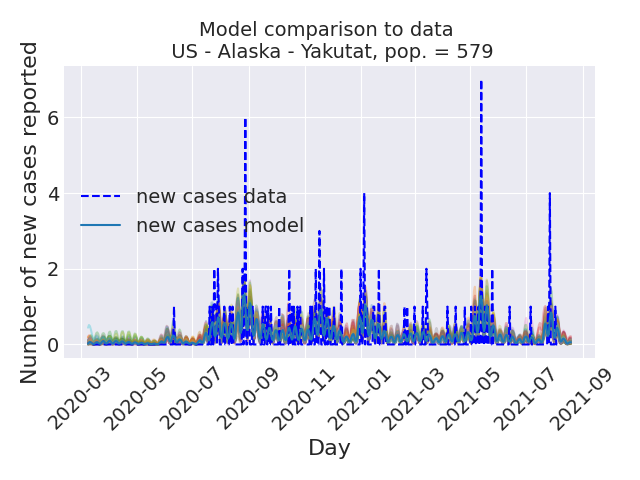 Model comparison to data
US - Alaska - Yakutat, pop. = 579
Number of new cases reported
6
4
2
0
new cases data
new cases model
2020-03
2020-05
2020-07
2020-09
2020-11
2021-01
2021-03
2021-05
2021-07
2021-09
Day